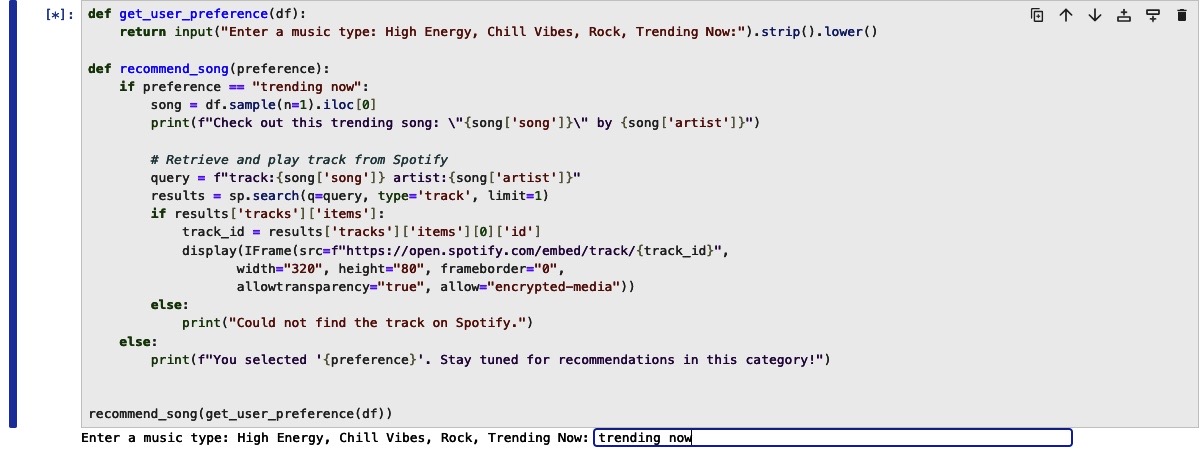 [*]: def get_user_preference(df):
    return input("Enter a music type: High Energy, Chill Vibes, Rock, Trending Now:").strip().lower()
def recommend_song(preference):
    if preference == "trending now":
        song = df.sample(n=1).iloc[0]
        print(f"Check out this trending song: \"{song['song']}\" by {song['artist']}")
        # Retrieve and play track from Spotify
        query = f"track:{song['song']} artist:{song['artist']}"
        results = sp.search(q=query, type='track', limit=1)
        if results['tracks']['items']:
            track_id = results['tracks']['items'][0]['id']
            display(IFrame(src=f"https://open.spotify.com/embed/track/{track_id}",
                   width="320", height="80", frameborder="0",
                   allowtransparency="true", allow="encrypted-media"))
        else:
            print("Could not find the track on Spotify.")
    else:
        print(f"You selected '{preference}'. Stay tuned for recommendations in this category!")
recommend_song(get_user_preference(df))
Enter a music type: High Energy, Chill Vibes, Rock, Trending Now: trending now